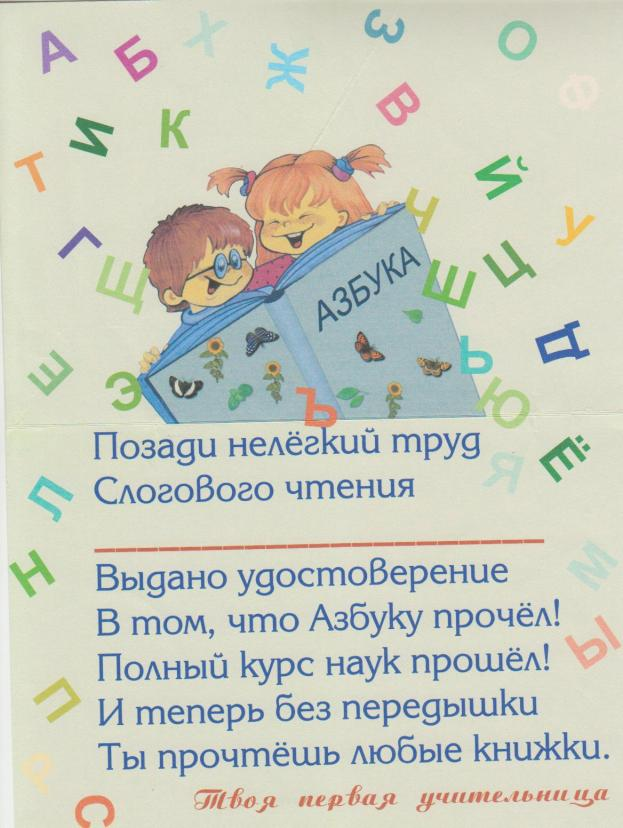 А Б Х Ж З О Ф
Т И К В Й
Г Щ Ч У
АЗБУКА
Ш Ц
Ш Э Ъ Ь Д
Ю
Позади нелёгкий труд
Слогового чтения
Я Ё
Л
Выдано удостоверение
Н М
В том, что Азбуку прочёл!
Полный курс наук прошёл!
Ы
И теперь без передышки
П
Ты прочтёшь любые книжки.
Р
Твоя первая учительница
С